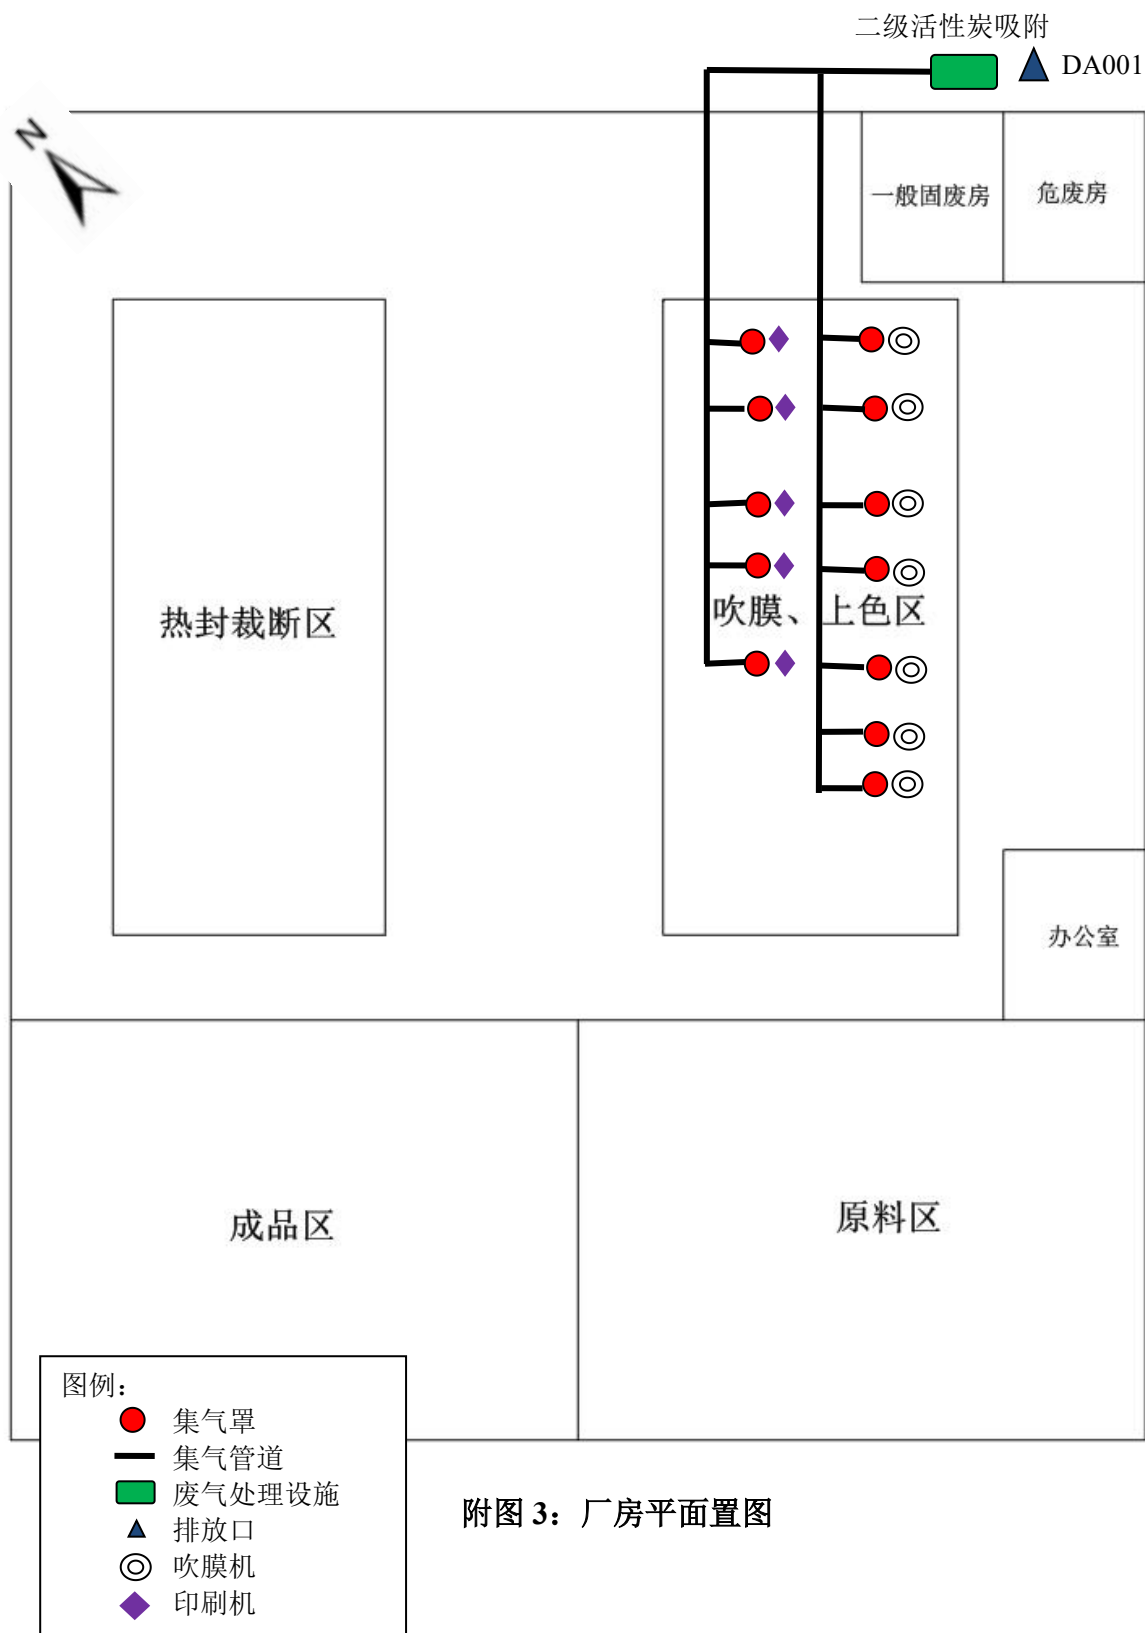 二级活性炭吸附
DA001
N
一般固废房
危废房
热封裁断区
吹膜、上色区
办公室
成品区
原料区
图例：
集气罩
集气管道
废气处理设施
排放口
吹膜机
印刷机
附图 3：厂房平面置图